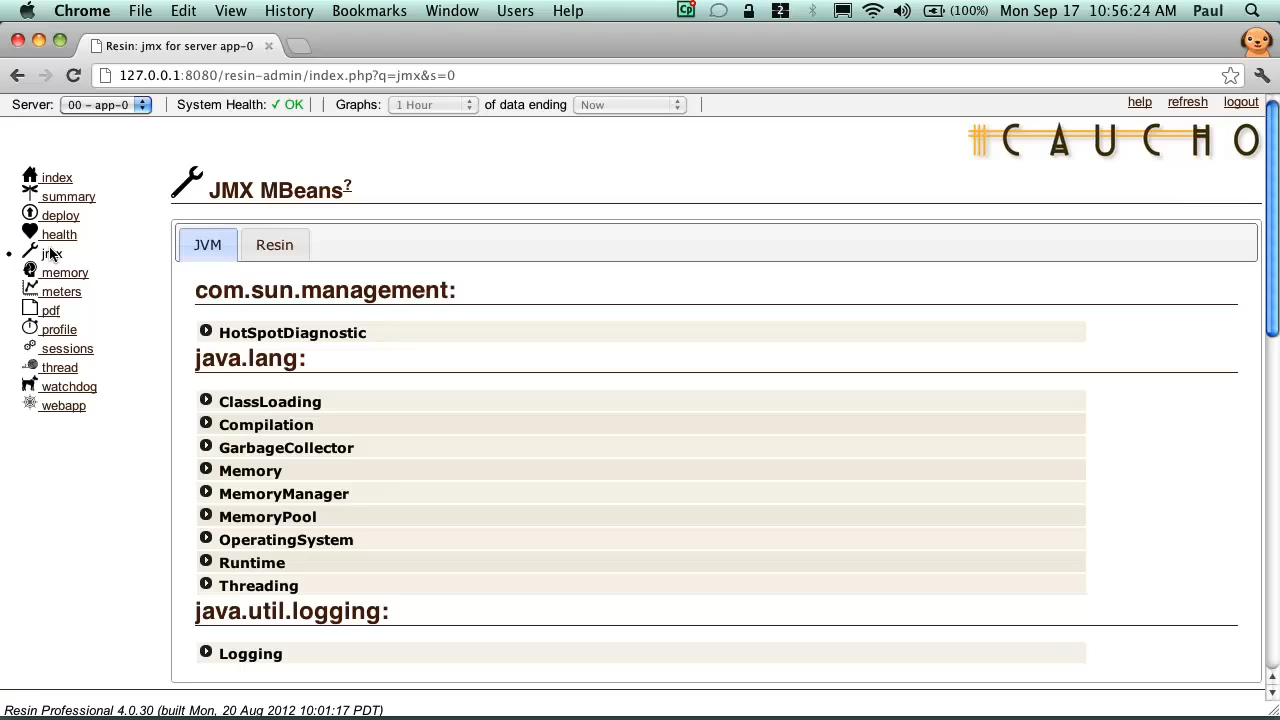 Chrome File Edit View History Bookmarks Window Users Help Cp 2 (100%) Mon Sep 17 10:56:24 AM Paul
Resin: jmx for server app-0
127.0.0.1:8080/resin-admin/index.php?q=jmx&s=0
Server: 00 - app-0 | System Health: ✓ OK | | Graphs: 1 Hour of data ending Now |
help refresh logout
CAUCHO
index
summary
deploy
health
jmx
memory
meters
pdf
profile
sessions
thread
watchdog
webapp
JMX MBeans?
JVM Resin
com.sun.management:
HotSpotDiagnostic
java.lang:
ClassLoading
Compilation
GarbageCollector
Memory
MemoryManager
MemoryPool
OperatingSystem
Runtime
Threading
java.util.logging:
Logging
Resin Professional 4.0.30 (built Mon, 20 Aug 2012 10:01:17 PDT)